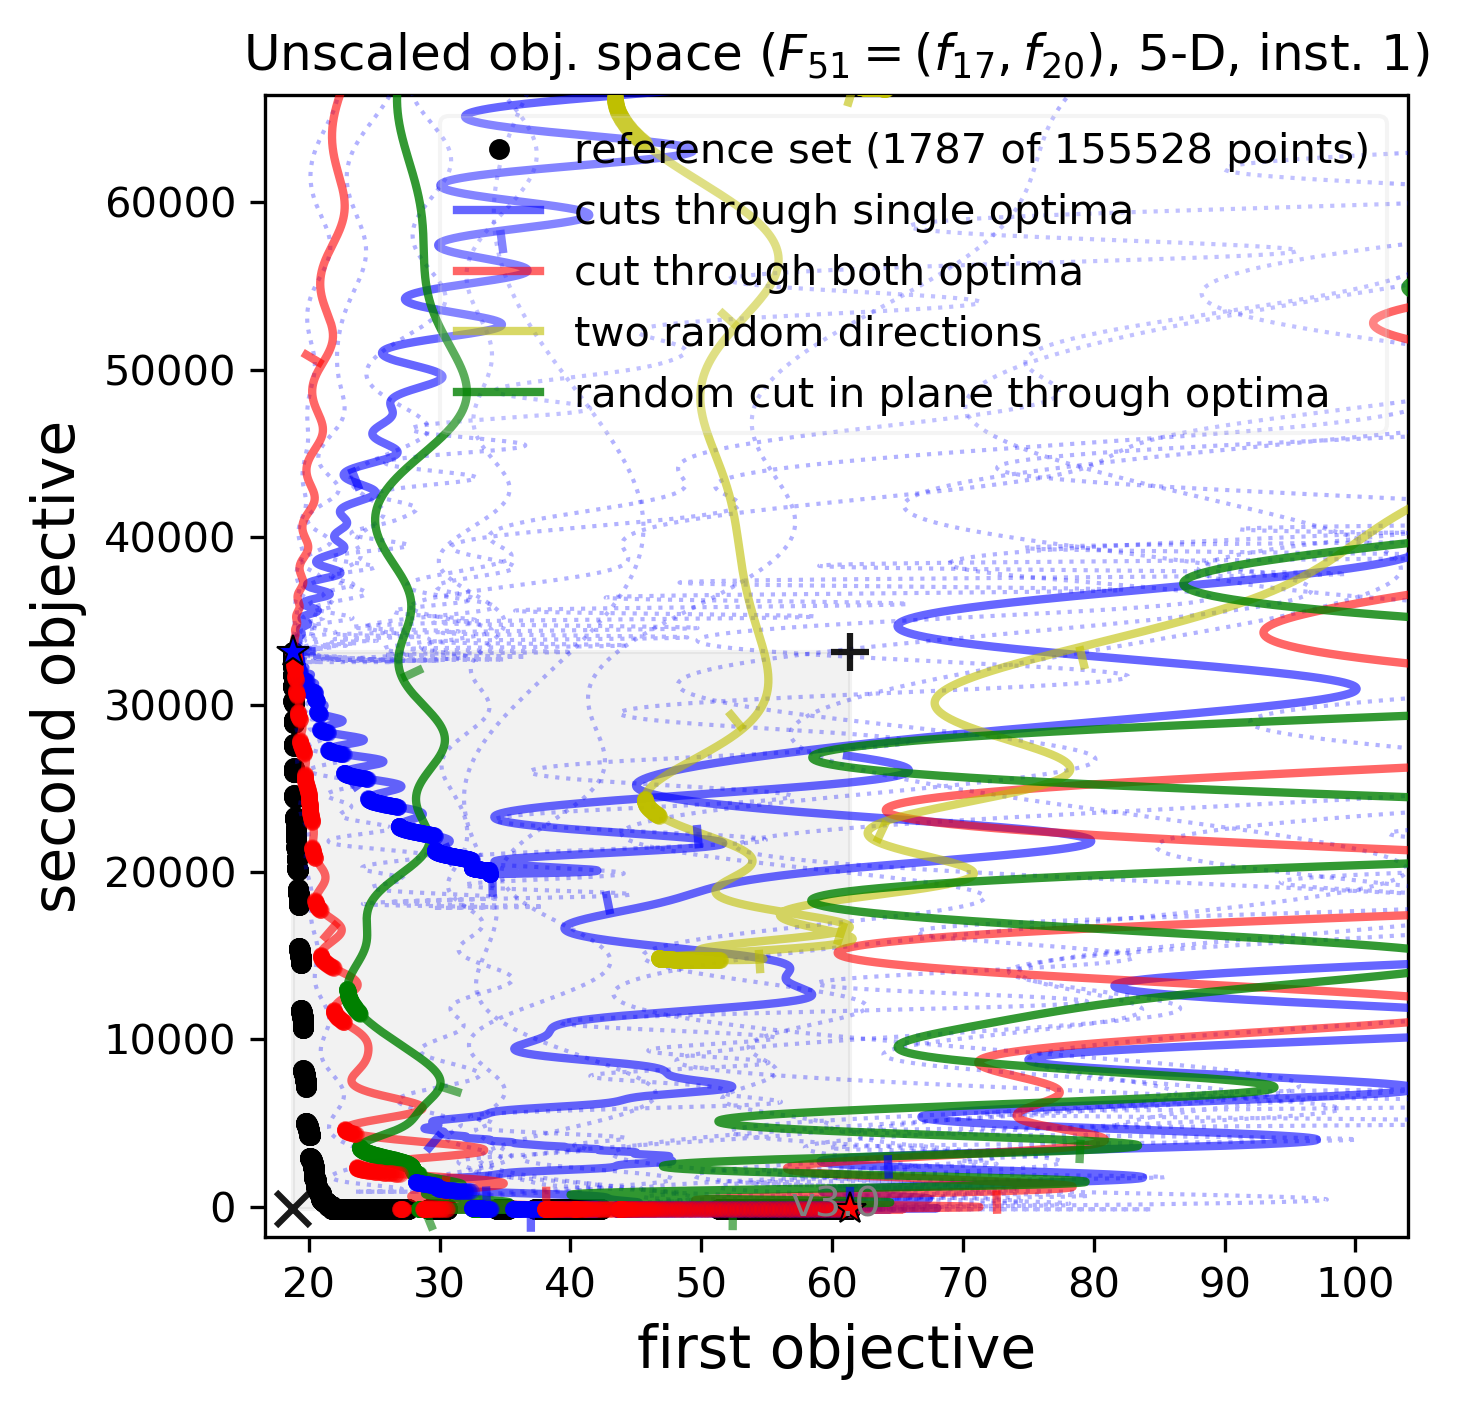 Unscaled obj. space (F51 = (f17, f20), 5-D, inst. 1)
reference set (1787 of 155528 points)
cuts through single optima
cut through both optima
two random directions
random cut in plane through optima
second objective
60000
50000
40000
30000
20000
10000
0
v3.0
20 30 40 50 60 70 80 90 100
first objective